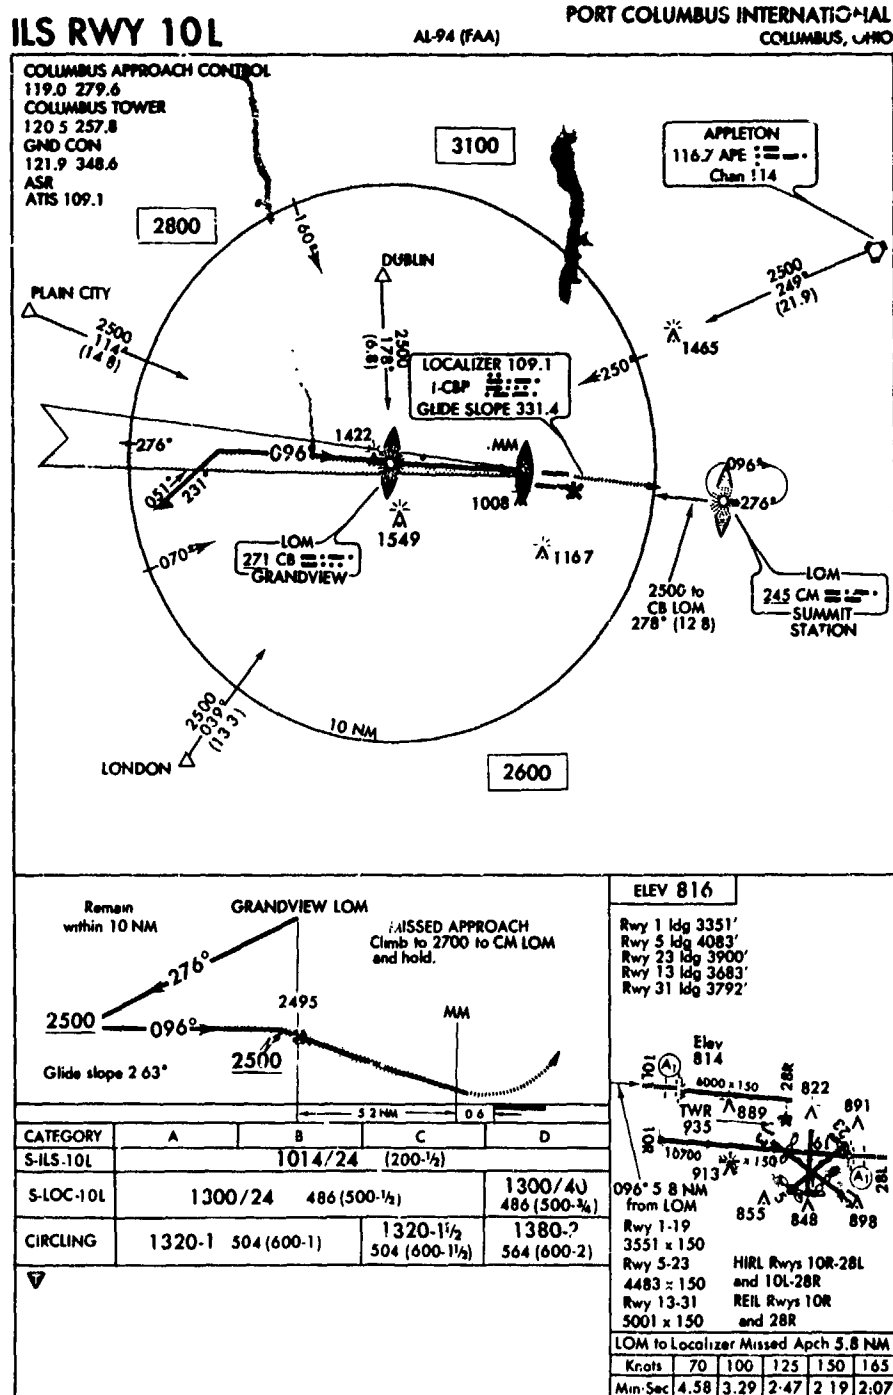 ILS RWY 10L
AL-94 (FAA)
PORT COLUMBUS INTERNATIONAL
COLUMBUS, OHIO
COLUMBUS APPROACH CONTROL
119.0 279.6
COLUMBUS TOWER
120 5 257.8
GND CON
121.9 348.6
ASR
ATIS 109.1
2800
3100
APPLETON
116.7 APE
Chan 114
160°
DUBLIN
2500
249°
(21.9)
PLAIN CITY
2500
114°
(14 8)
2500
178°
(6.8)
1465
LOCALIZER 109.1
I-CBP
GLIDE SLOPE 331.4
250°
1422
MM
276°
096
096°
276°
051°
231°
1008
1549
1167
070°
LOM
271 CB
GRANDVIEW
2500 to
CB LOM
278° (12 8)
LOM
245 CM
SUMMIT
STATION
2500
039°
(13 3)
10 NM
LONDON
2600
Remain
within 10 NM
GRANDVIEW LOM
MISSED APPROACH
Climb to 2700 to CM LOM
and hold.
276°
2495
MM
2500
096°
2500
Glide slope 2 63°
5 2 NM
0 6
CATEGORY A B C D
S-ILS-10L 1014/24 (200-½)
S-LOC-10L 1300/24 486 (500-½) 1300/40 486 (500-¾)
CIRCLING 1320-1 504 (600-1) 1320-1½ 504 (600-1½) 1380-2 564 (600-2)
T
ELEV 816
Rwy 1 ldg 3351'
Rwy 5 ldg 4083'
Rwy 23 ldg 3900'
Rwy 13 ldg 3683'
Rwy 31 ldg 3792'
Elev
814
10L
A1
6000 x 150
28R
822
TWR
935
889
891
10R
10700 x 150
913
A1
28L
096° 5 8 NM
from LOM
855
848
898
Rwy 1-19
3551 x 150
Rwy 5-23
4483 x 150
Rwy 13-31
5001 x 150
HIRL Rwys 10R-28L
and 10L-28R
REIL Rwys 10R
and 28R
LOM to Localizer Missed Apch 5.8 NM
Knots 70 100 125 150 165
Min·Sec 4.58 3.29 2·47 2 19 2:07